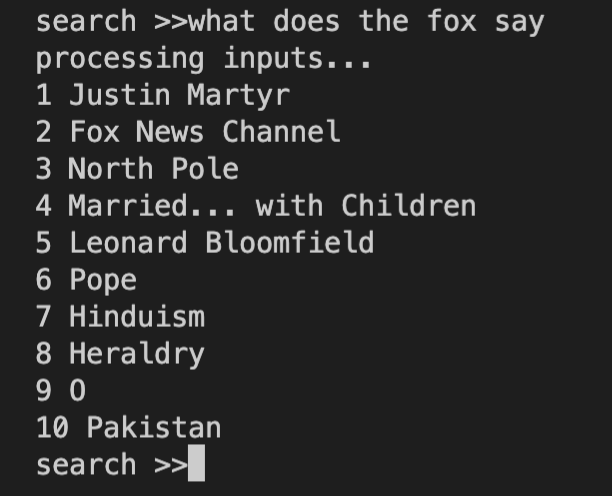 search >>what does the fox say
processing inputs...
1 Justin Martyr
2 Fox News Channel
3 North Pole
4 Married... with Children
5 Leonard Bloomfield
6 Pope
7 Hinduism
8 Heraldry
9 O
10 Pakistan
search >>